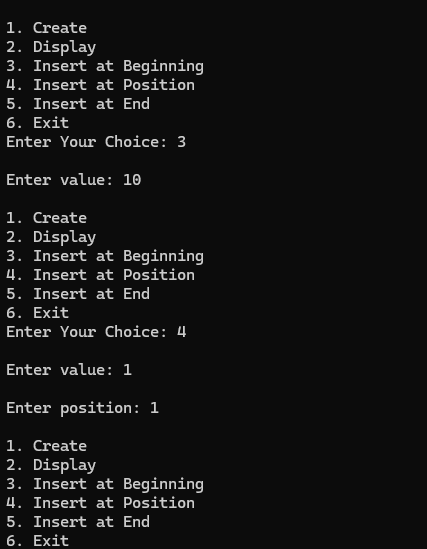 1. Create
2. Display
3. Insert at Beginning
4. Insert at Position
5. Insert at End
6. Exit
Enter Your Choice: 3
Enter value: 10
1. Create
2. Display
3. Insert at Beginning
4. Insert at Position
5. Insert at End
6. Exit
Enter Your Choice: 4
Enter value: 1
Enter position: 1
1. Create
2. Display
3. Insert at Beginning
4. Insert at Position
5. Insert at End
6. Exit